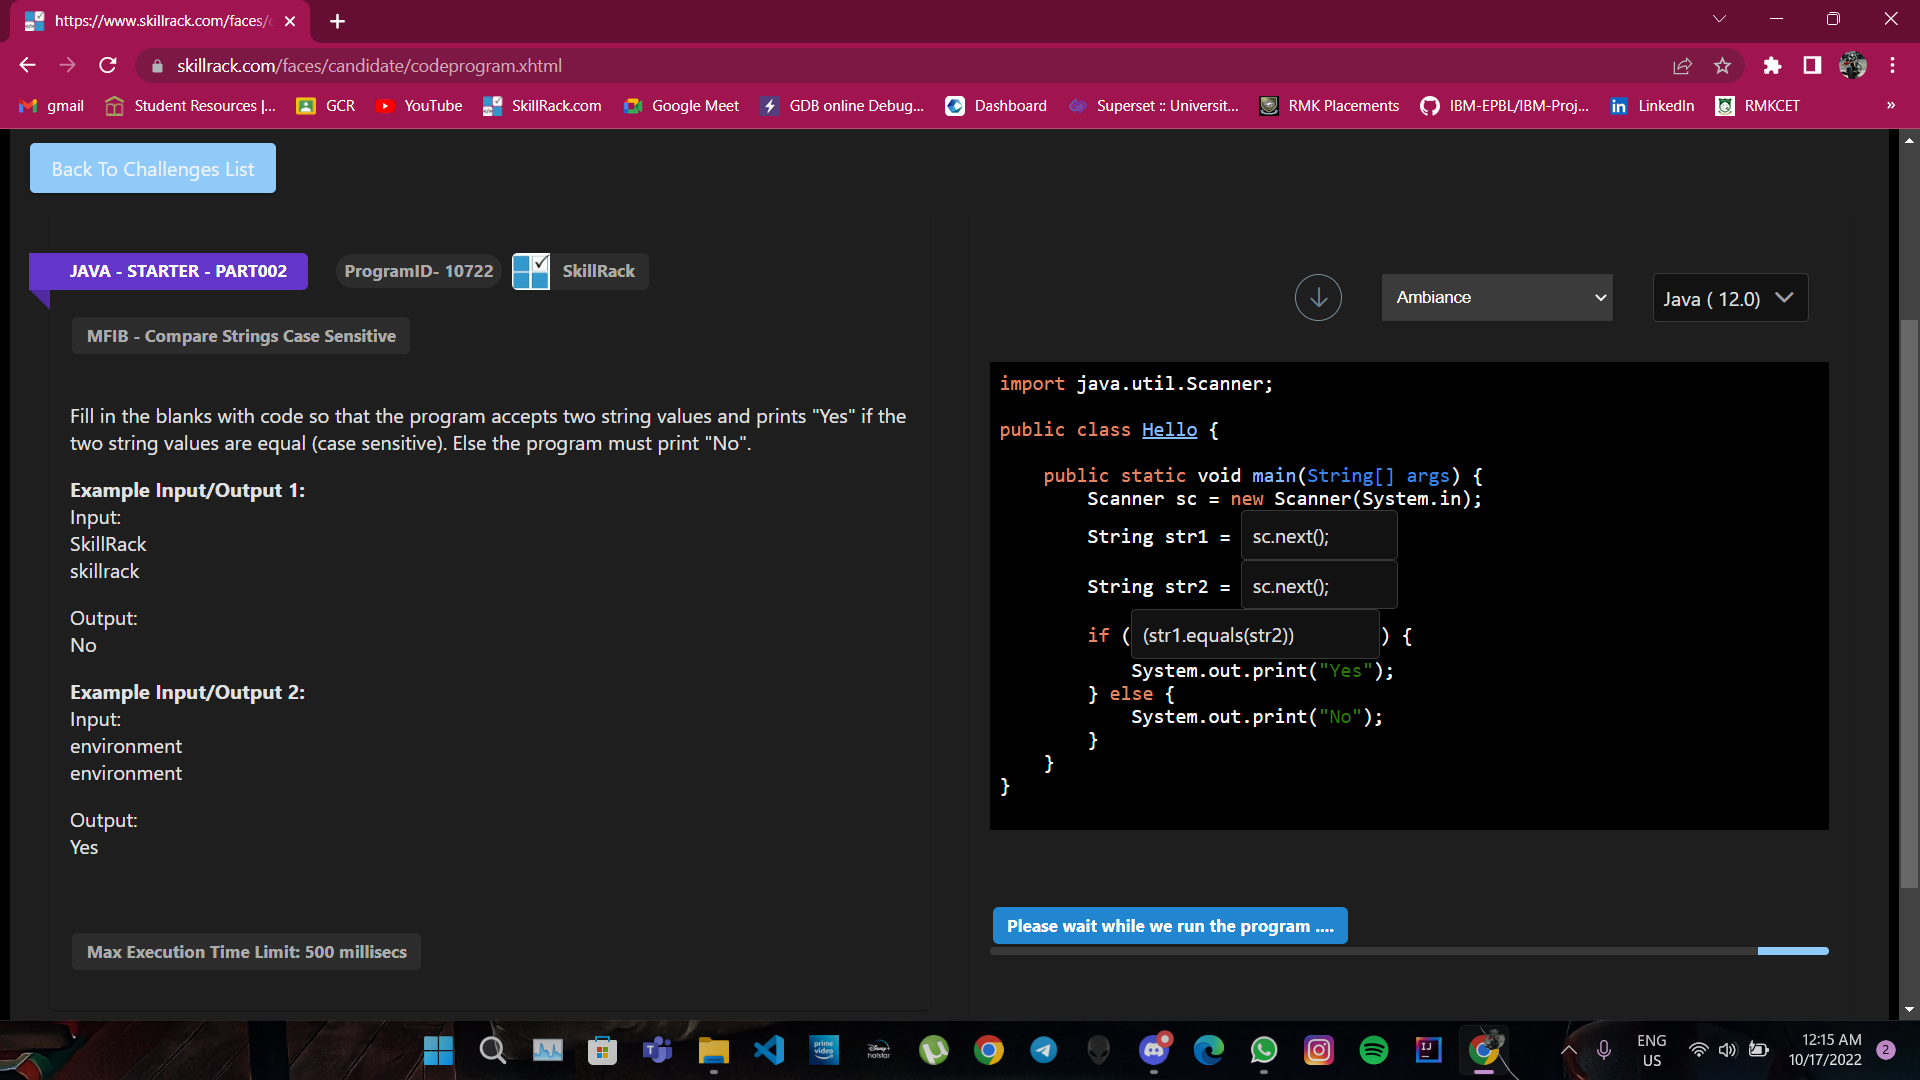 https://www.skillrack.com/faces/c
skillrack.com/faces/candidate/codeprogram.xhtml
gmail
Student Resources |...
GCR
YouTube
SkillRack.com
Google Meet
GDB online Debug...
Dashboard
Superset :: Universit...
RMK Placements
IBM-EPBL/IBM-Proj...
LinkedIn
RMKCET
»
Back To Challenges List
JAVA - STARTER - PART002
ProgramID- 10722
SkillRack
MFIB - Compare Strings Case Sensitive
Fill in the blanks with code so that the program accepts two string values and prints "Yes" if the
two string values are equal (case sensitive). Else the program must print "No".
Example Input/Output 1:
Input:
SkillRack
skillrack
Output:
No
Example Input/Output 2:
Input:
environment
environment
Output:
Yes
Max Execution Time Limit: 500 millisecs
Ambiance
Java ( 12.0)
import java.util.Scanner;
public class Hello {
public static void main(String[] args) {
Scanner sc = new Scanner(System.in);
String str1 = sc.next();
String str2 = sc.next();
if ( (str1.equals(str2)) ) {
System.out.print("Yes");
} else {
System.out.print("No");
}
}
}
Please wait while we run the program ....
prime video
Disney+ hotstar
ENG
US
12:15 AM
10/17/2022
2